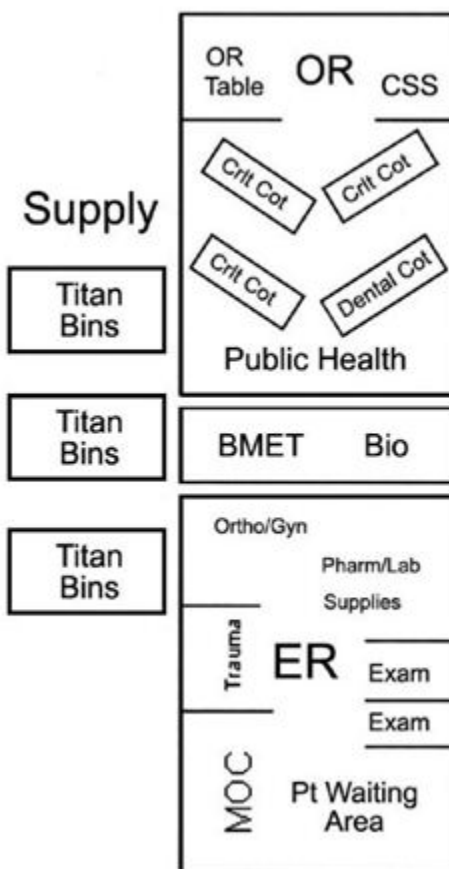 OR
Table
OR
CSS
Crit Cot
Crit Cot
Supply
Crit Cot
Dental Cot
Titan
Bins
Public Health
Titan
Bins
BMET Bio
Titan
Bins
Ortho/Gyn
Pharm/Lab
Supplies
Trauma
ER
Exam
Exam
MOC
Pt Waiting
Area